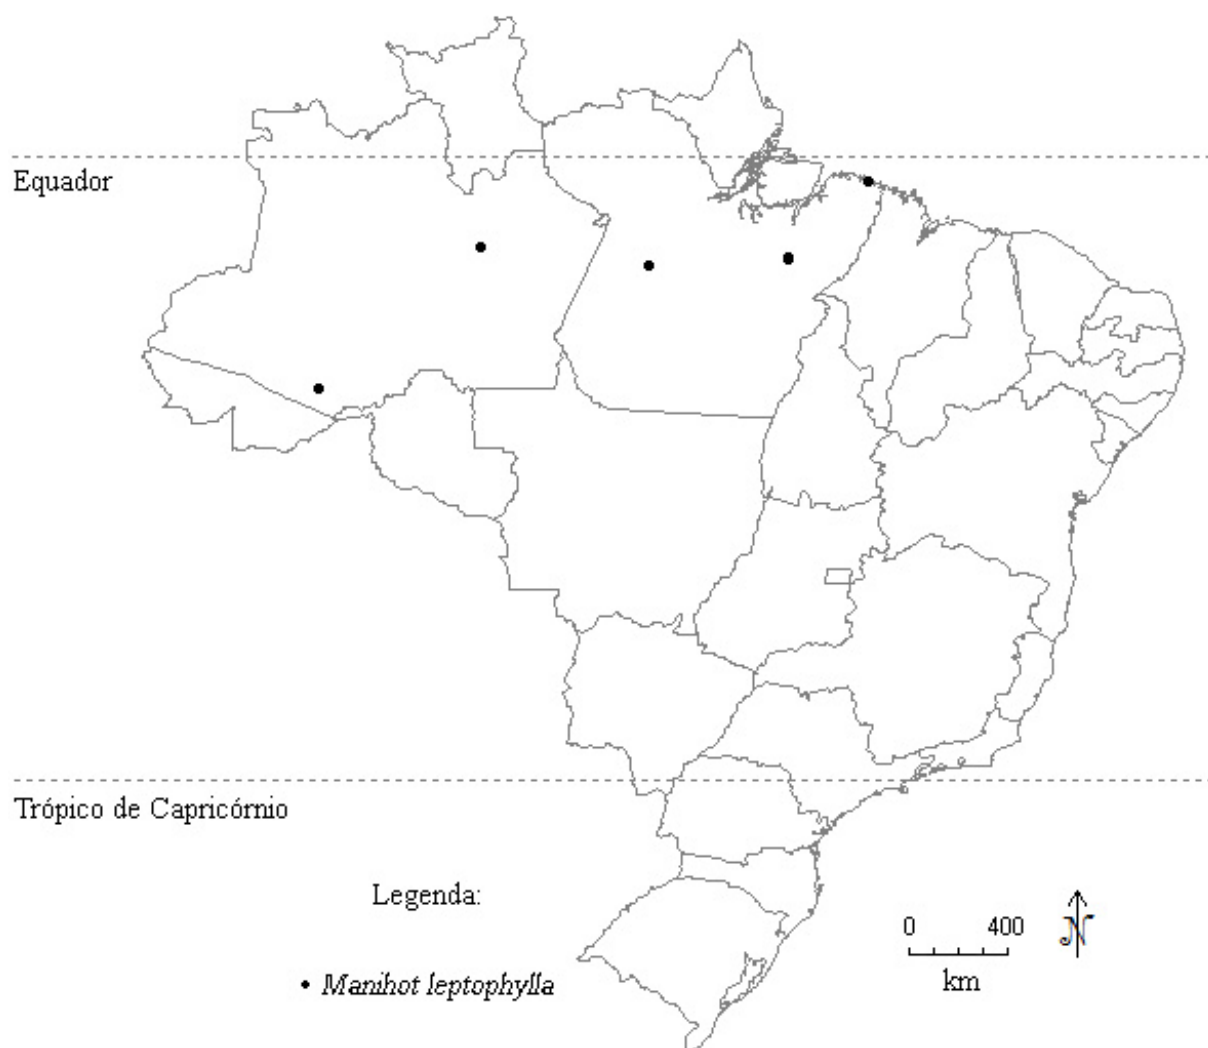 Equador
Trópico de Capricórnio
Legenda:
• Manihot leptophylla
0 400
km
N